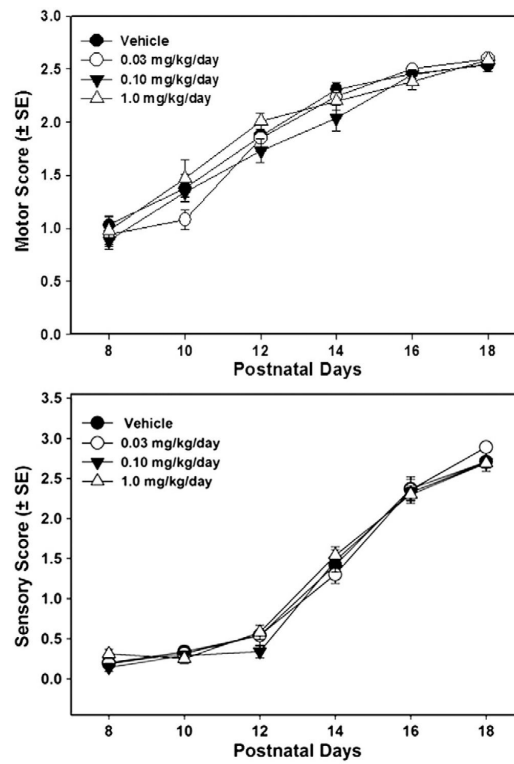 3.0
2.5
2.0
1.5
1.0
0.5
0.0
Motor Score (± SE)
Vehicle
0.03 mg/kg/day
0.10 mg/kg/day
1.0 mg/kg/day
8 10 12 14 16 18
Postnatal Days
3.5
3.0
2.5
2.0
1.5
1.0
0.5
0.0
Sensory Score (± SE)
Vehicle
0.03 mg/kg/day
0.10 mg/kg/day
1.0 mg/kg/day
8 10 12 14 16 18
Postnatal Days